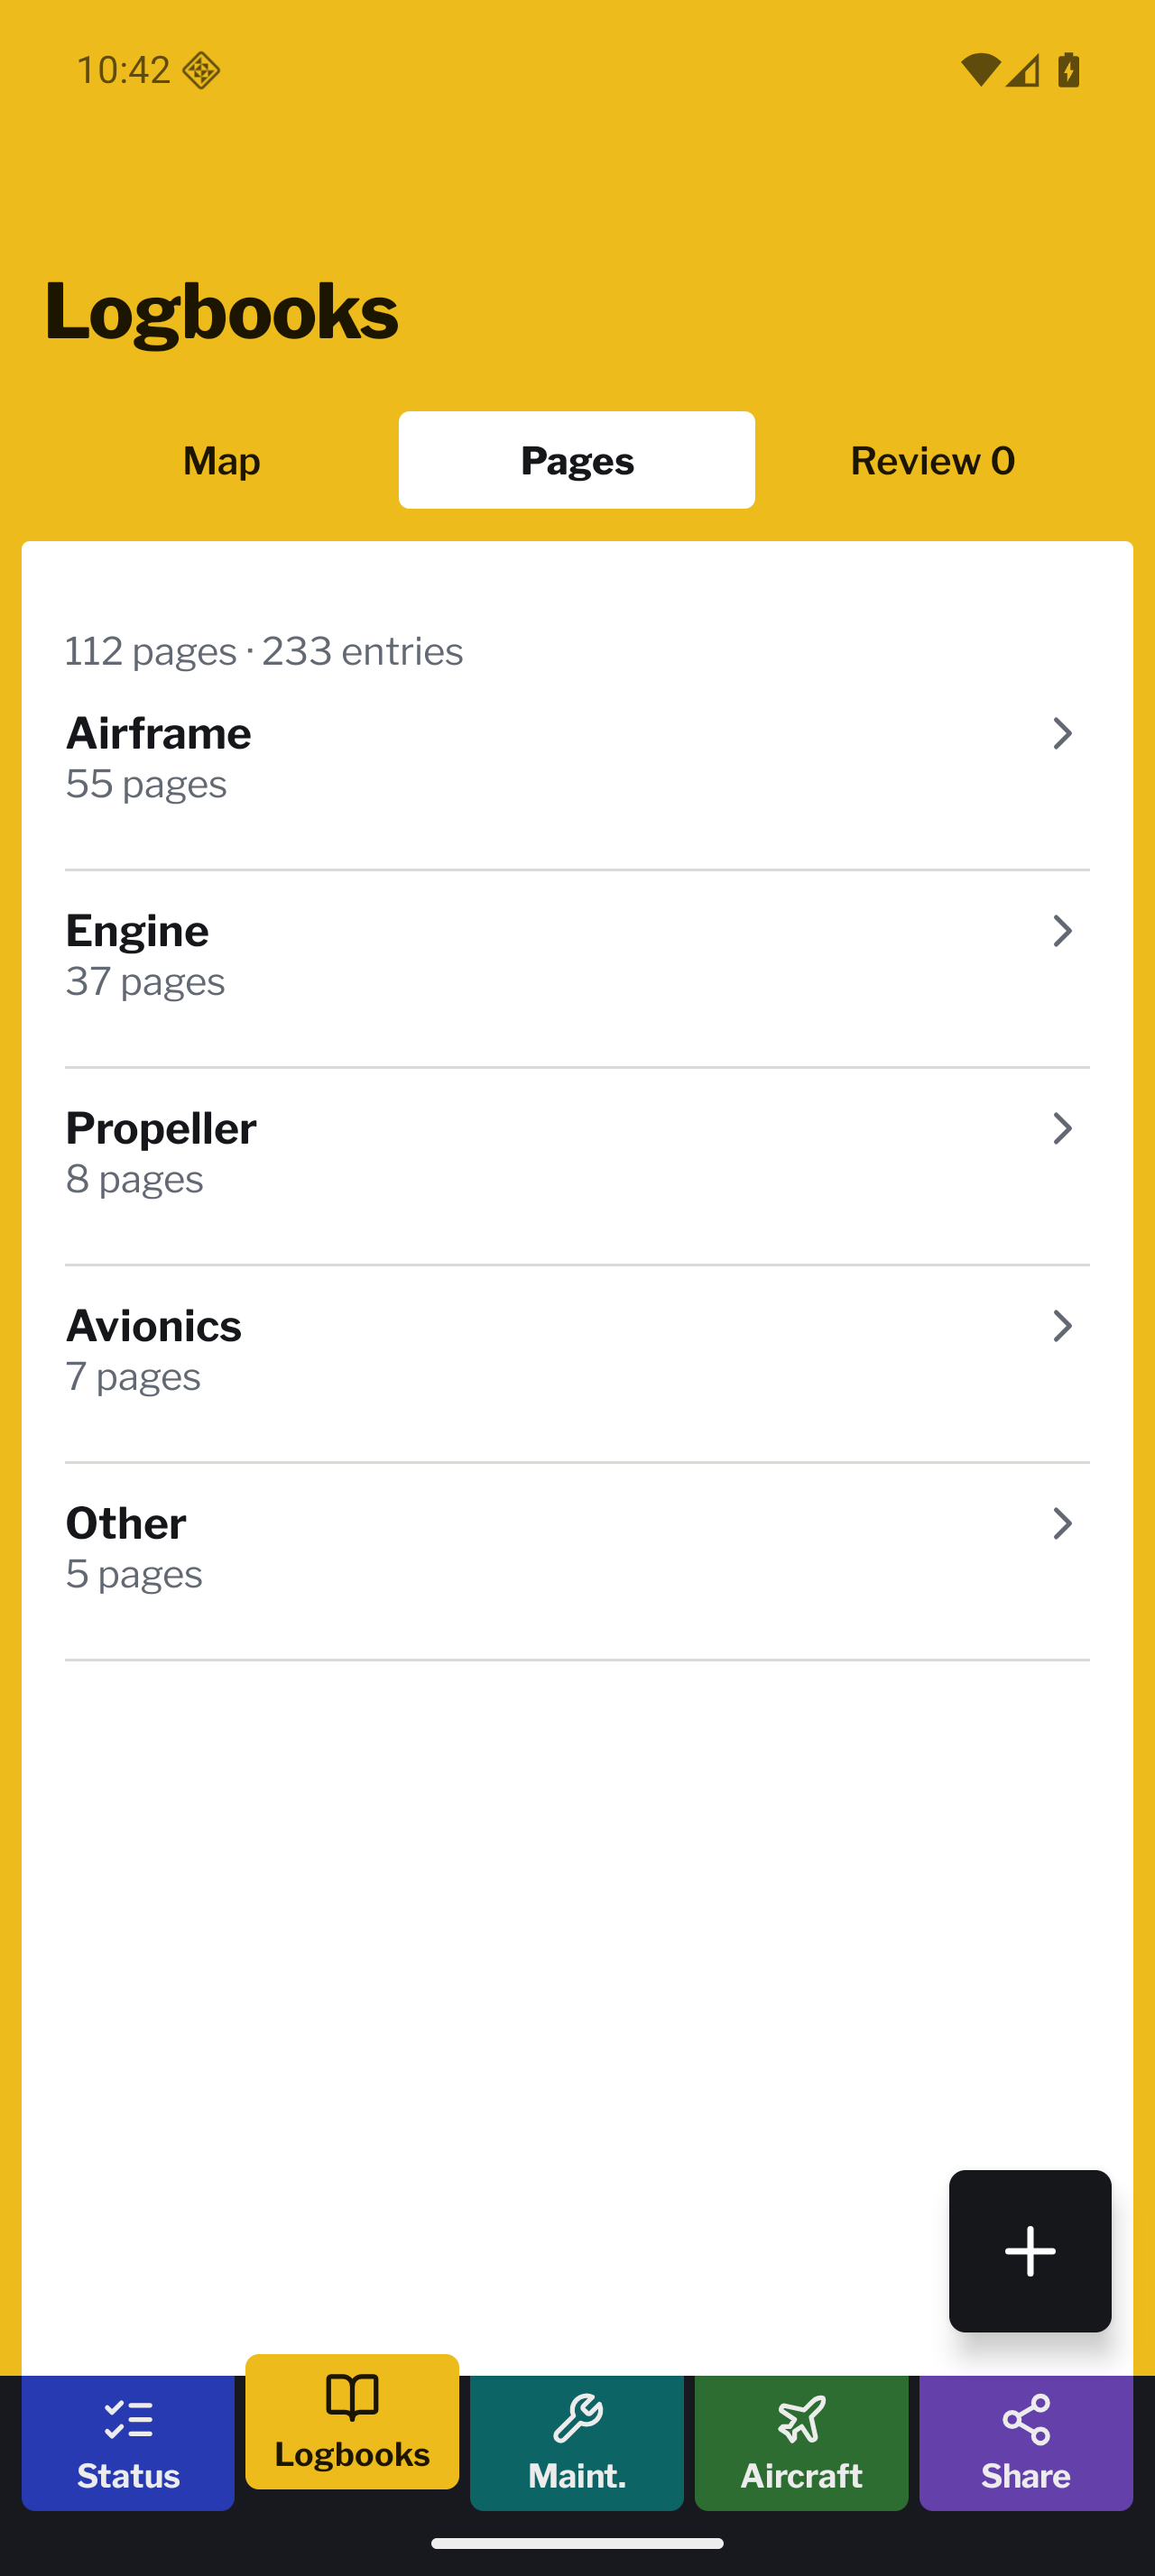 10:42
Logbooks
Map
Pages
Review 0
112 pages · 233 entries
Airframe
55 pages
Engine
37 pages
Propeller
8 pages
Avionics
7 pages
Other
5 pages
Status
Logbooks
Maint.
Aircraft
Share